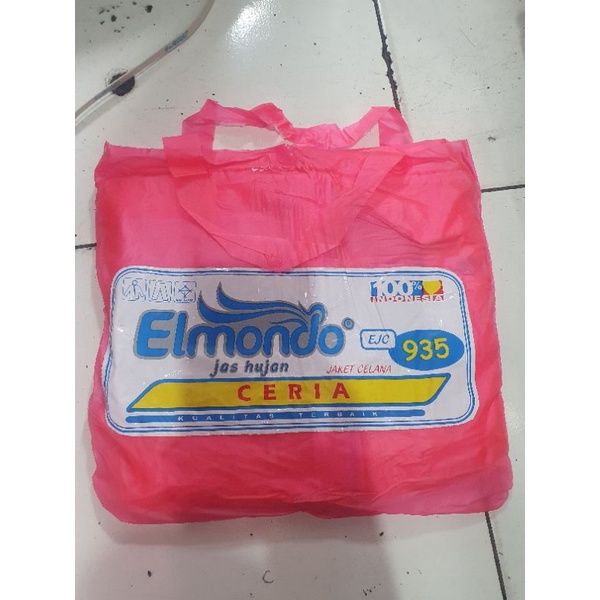 100%
INDONESIA
Elmondo®
EJC
935
jas hujan
JAKET CELANA
CERIA
KUALITAS TERBAIK